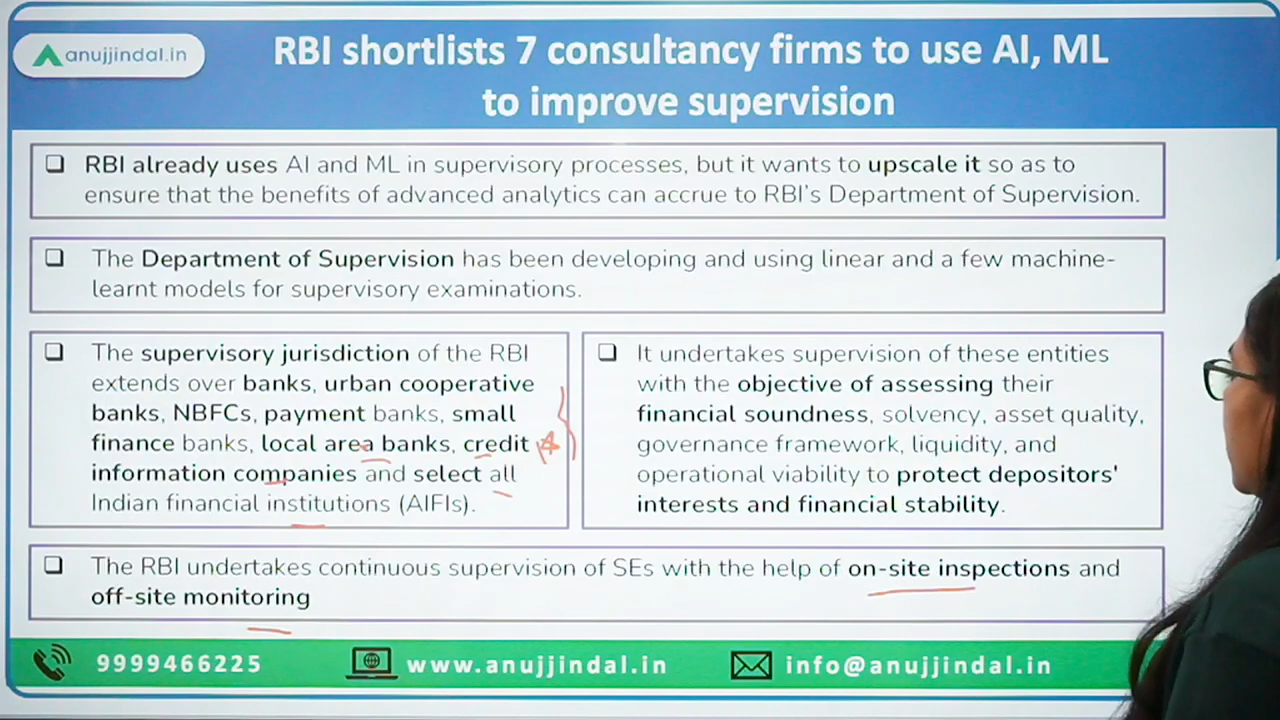 anujjindal.in
RBI shortlists 7 consultancy firms to use AI, ML
to improve supervision
❑ RBI already uses AI and ML in supervisory processes, but it wants to upscale it so as to
ensure that the benefits of advanced analytics can accrue to RBI's Department of Supervision.
❑ The Department of Supervision has been developing and using linear and a few machine-
learnt models for supervisory examinations.
❑ The supervisory jurisdiction of the RBI
extends over banks, urban cooperative
banks, NBFCs, payment banks, small
finance banks, local area banks, credit
information companies and select all
Indian financial institutions (AIFIs).
❑ It undertakes supervision of these entities
with the objective of assessing their
financial soundness, solvency, asset quality,
governance framework, liquidity, and
operational viability to protect depositors'
interests and financial stability.
❑ The RBI undertakes continuous supervision of SEs with the help of on-site inspections and
off-site monitoring
9999466225
www.anujjindal.in
info@anujjindal.in